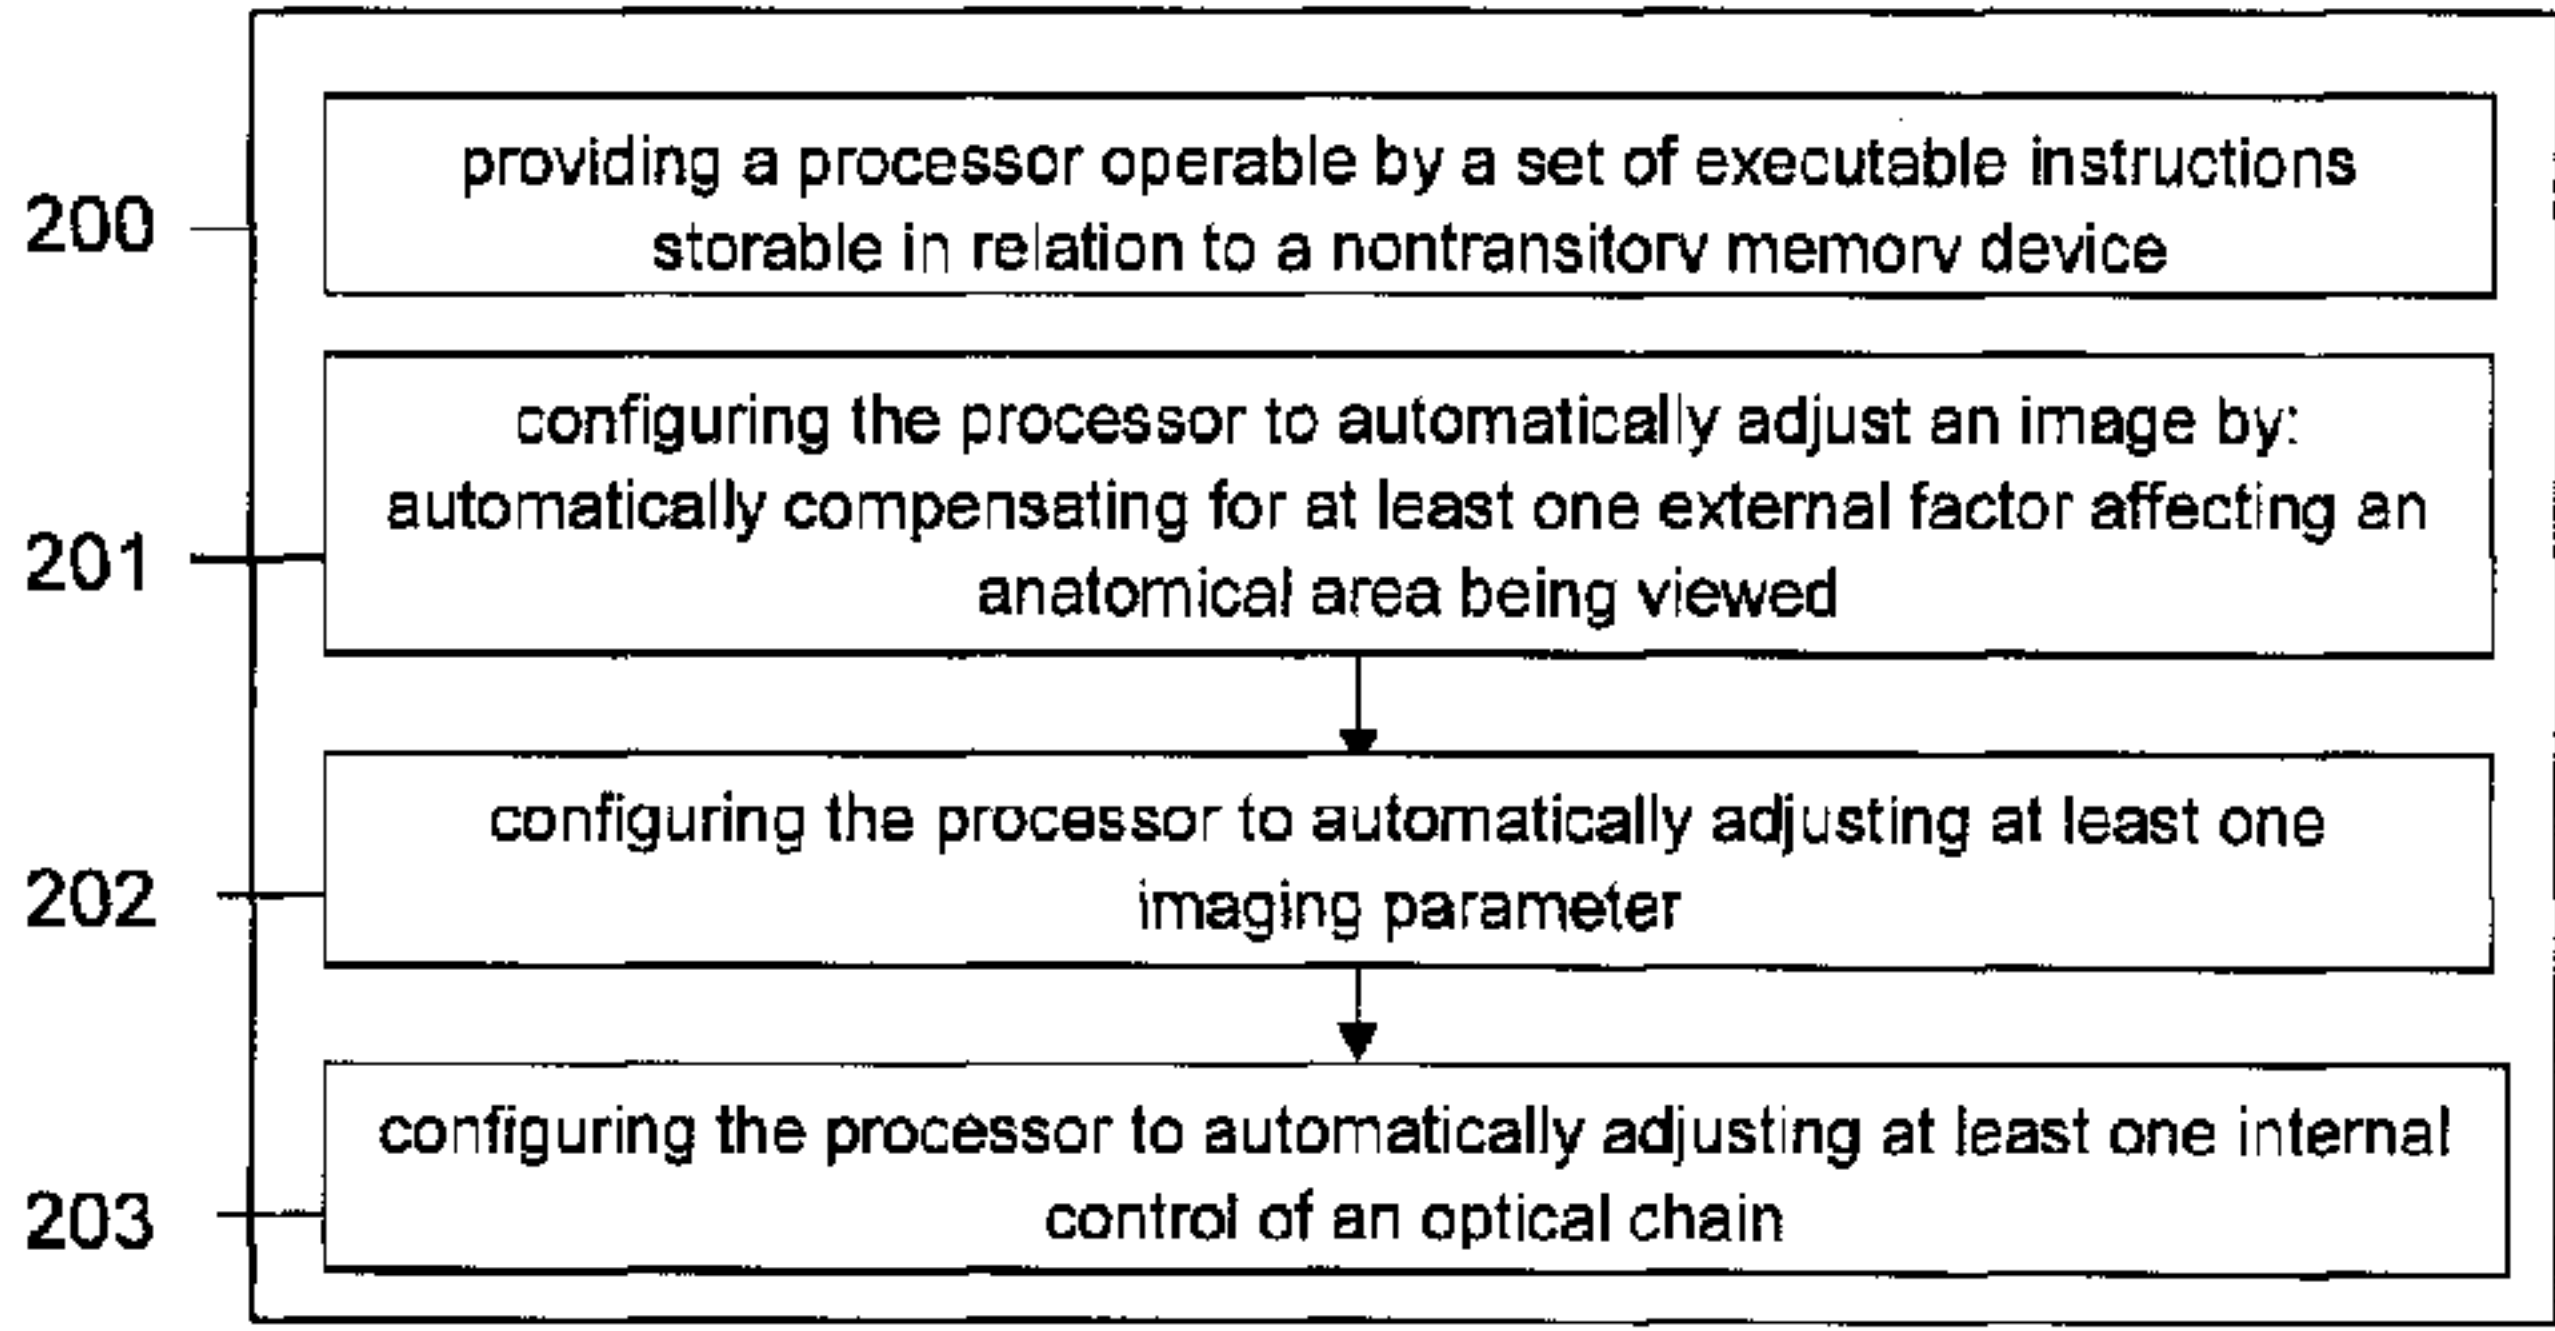 200
providing a processor operable by a set of executable instructions
storable in relation to a nontransitory memory device
201
configuring the processor to automatically adjust an image by:
automatically compensating for at least one external factor affecting an
anatomical area being viewed
202
configuring the processor to automatically adjusting at least one
imaging parameter
203
configuring the processor to automatically adjusting at least one internal
control of an optical chain